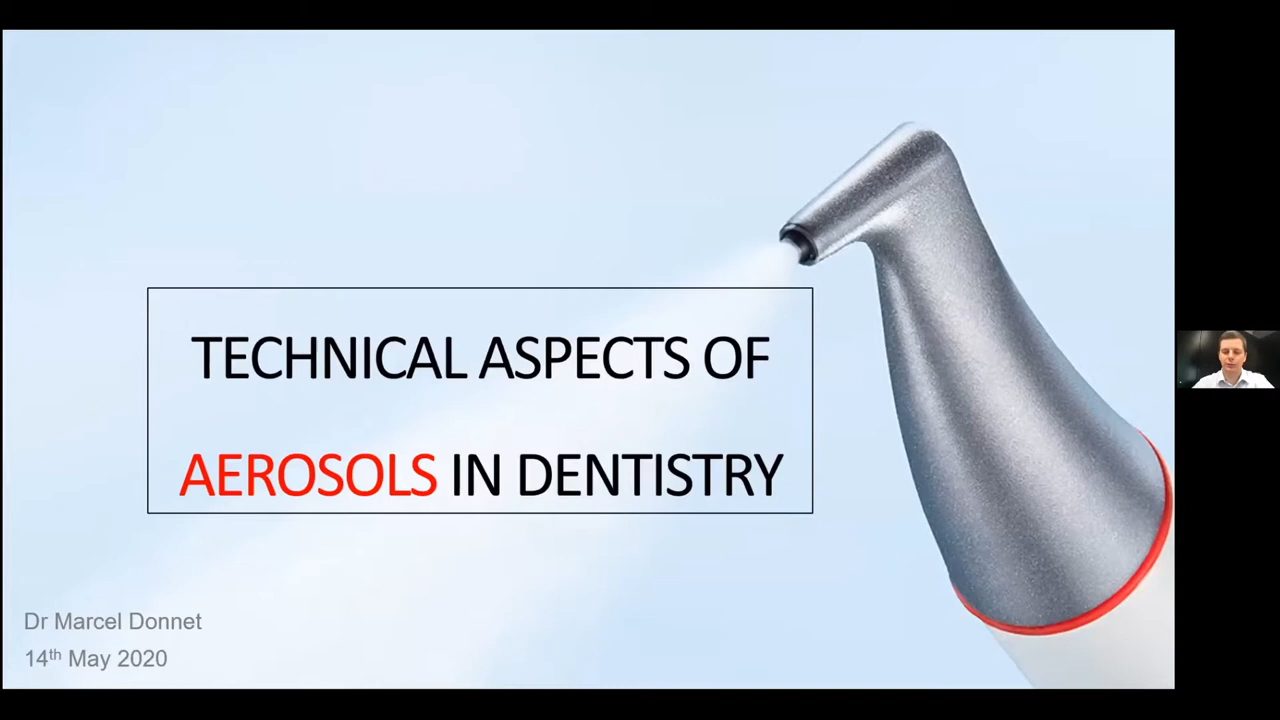 TECHNICAL ASPECTS OF
AEROSOLS IN DENTISTRY
Dr Marcel Donnet
14th May 2020